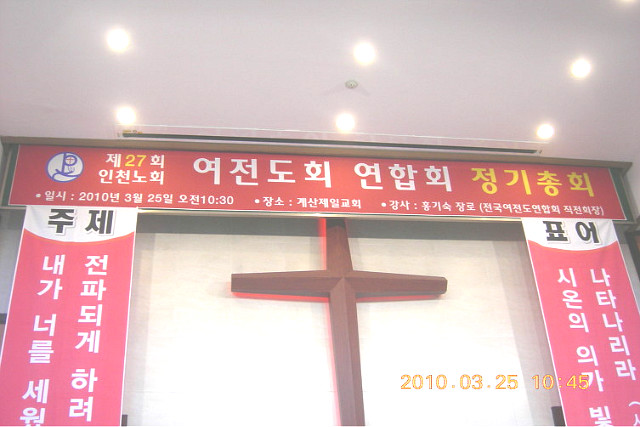 제27회
인천노회
여전도회 연합회 정기총회
• 일시 : 2010년 3월 25일 오전10:30 • 장소 : 계산제일교회 • 강사 : 홍기숙 장로 (전국여전도연합회 직전회장)
주제
전파되게 하려
내가 너를 세웠
표어
나타나리라
시온의 의가 빛
2010.03.25 10:45